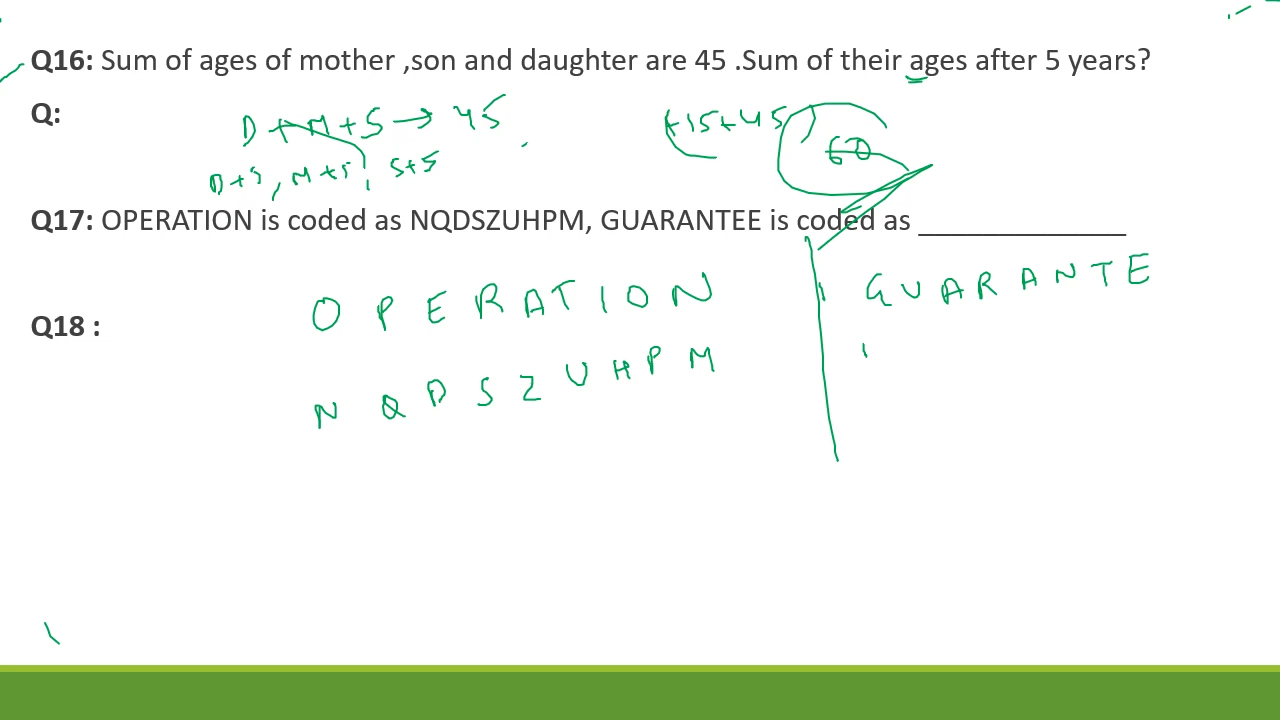 Q16: Sum of ages of mother ,son and daughter are 45 .Sum of their ages after 5 years?
Q:
D + M + S → 45
+15+45
60
D+5, M+5, S+5
Q17: OPERATION is coded as NQDSZUHPM, GUARANTEE is coded as ______________
O P E R A T I O N
G U A R A N T E
Q18 :
N Q D S Z U H P M